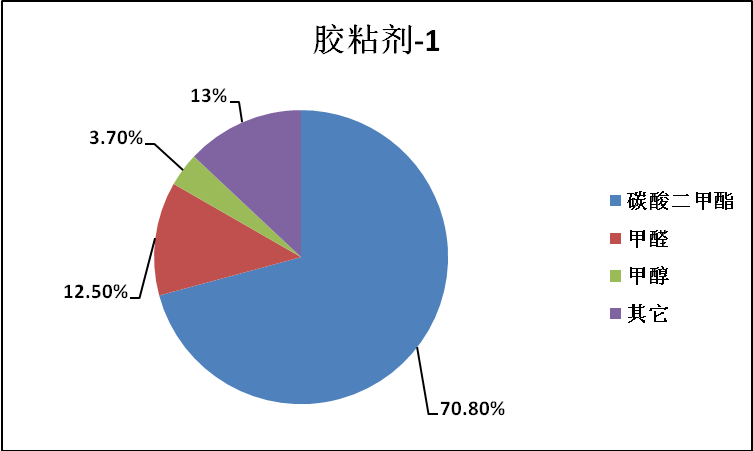 胶粘剂-1
13%
3.70%
12.50%
70.80%
碳酸二甲酯
甲醛
甲醇
其它